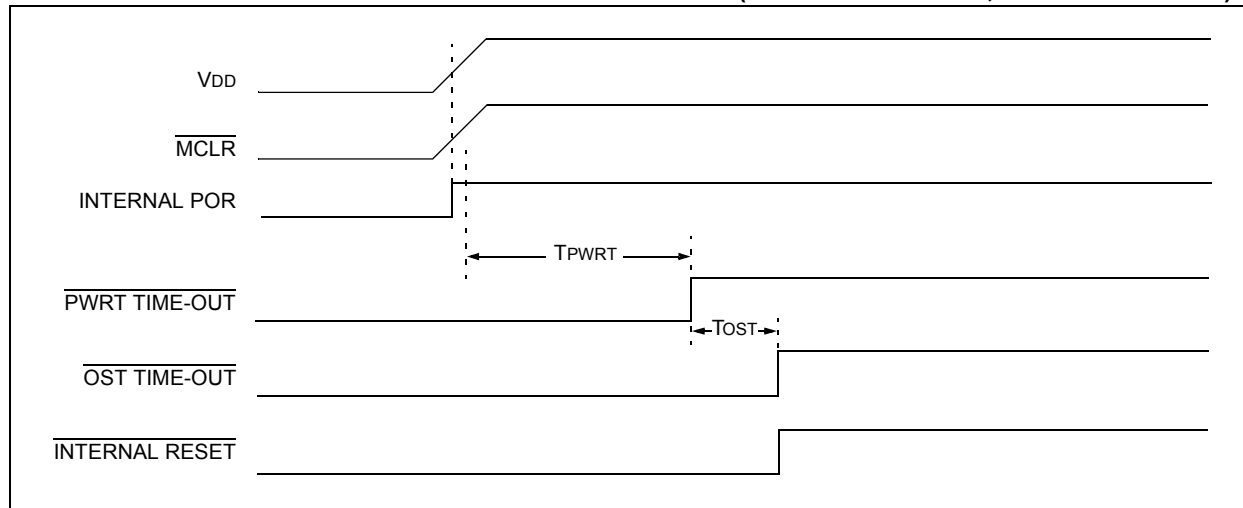 VDD
MCLR
INTERNAL POR
TPWRT
PWRT TIME-OUT
TOST
OST TIME-OUT
INTERNAL RESET